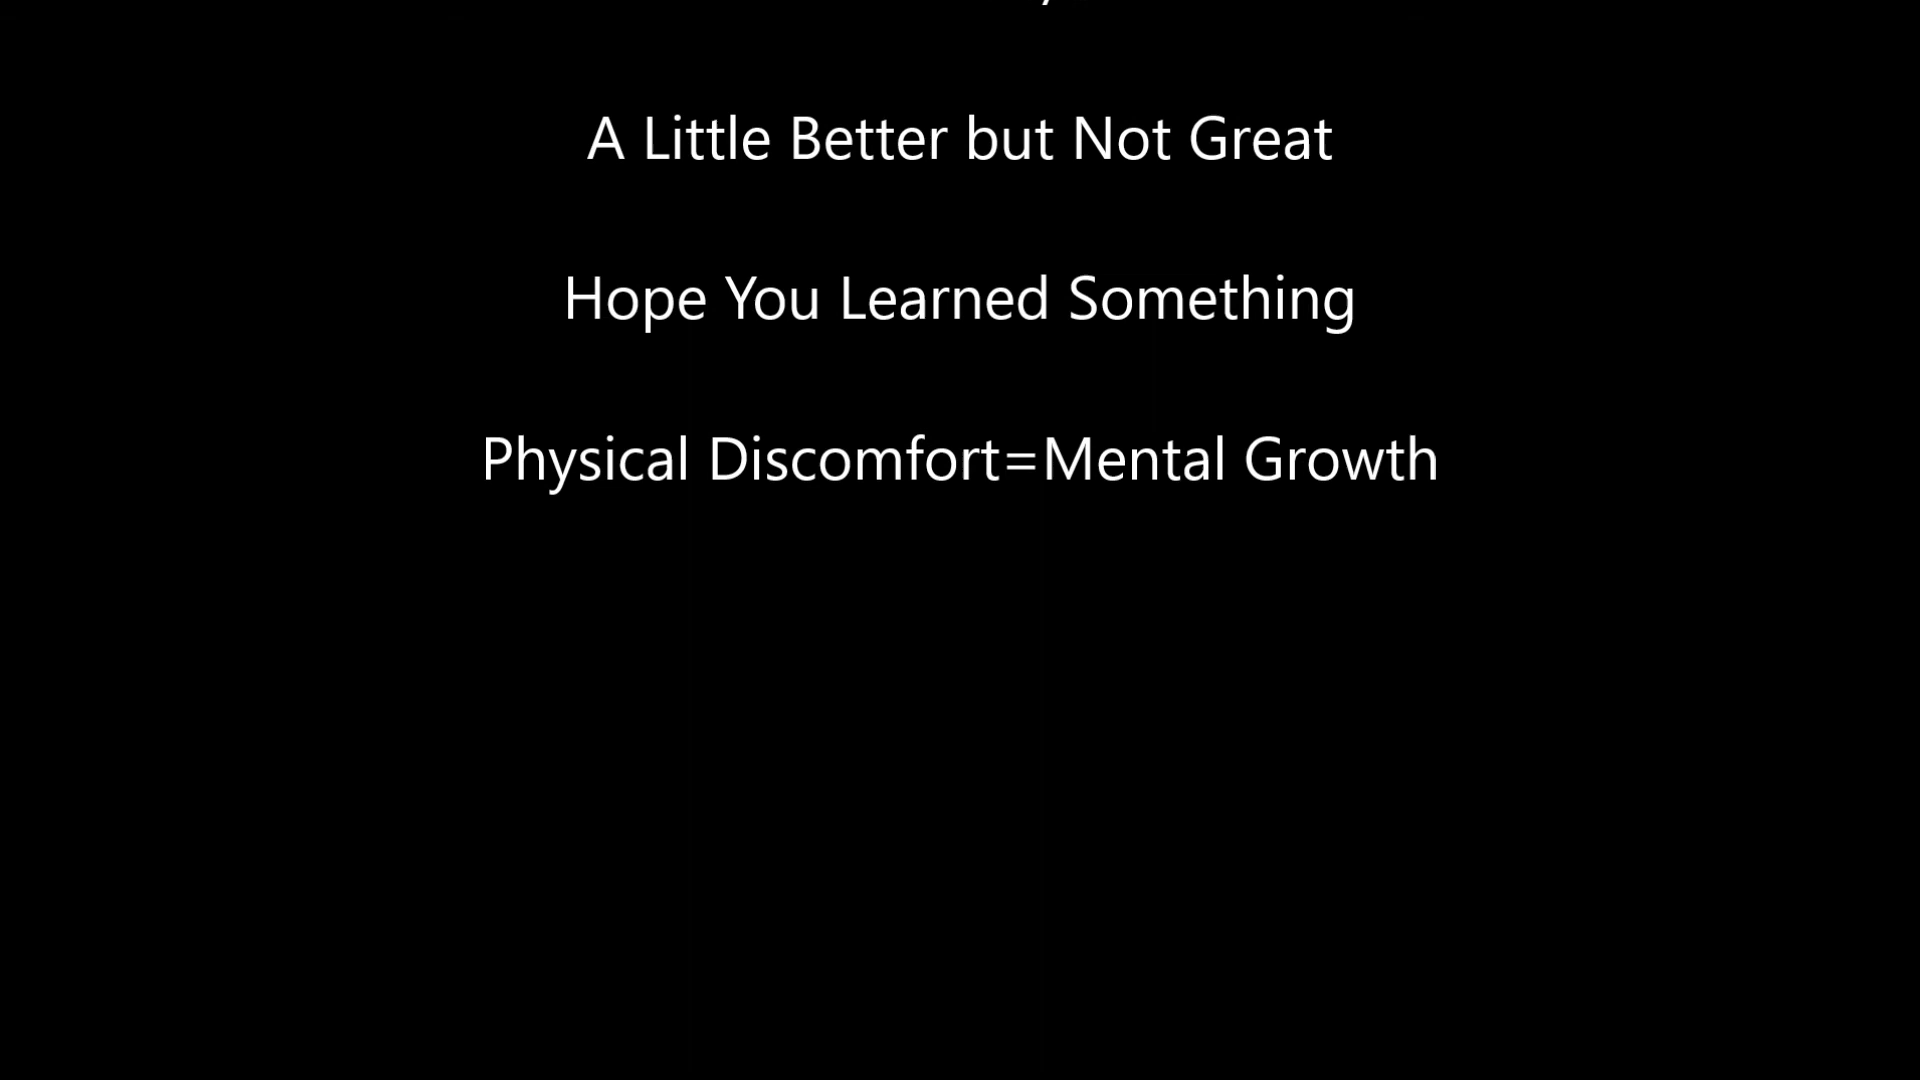 A Little Better but Not Great
Hope You Learned Something
Physical Discomfort=Mental Growth